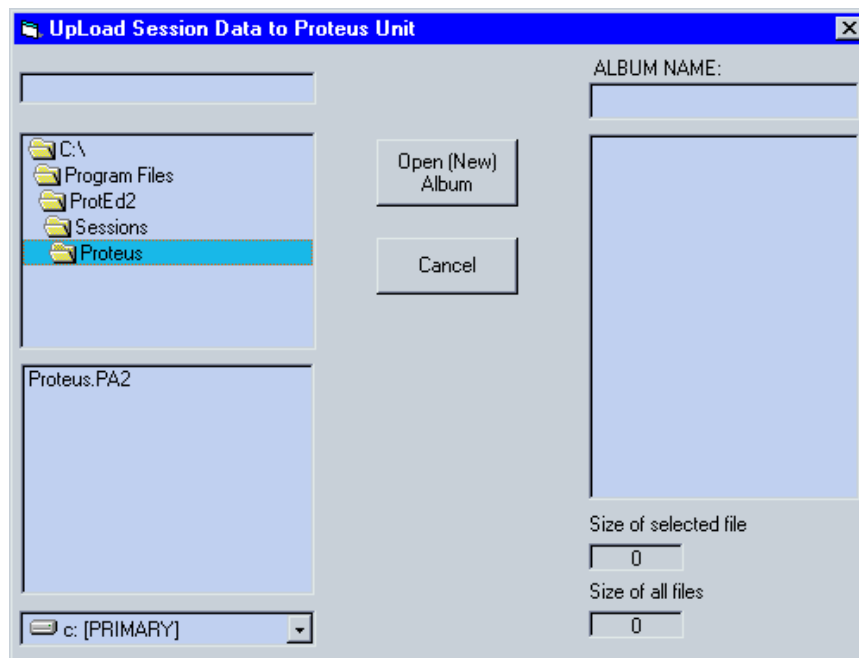 UpLoad Session Data to Proteus Unit
ALBUM NAME:
C:\
Program Files
ProtEd2
Sessions
Proteus
Open (New)
Album
Cancel
Proteus.PA2
Size of selected file
0
Size of all files
0
c: [PRIMARY]